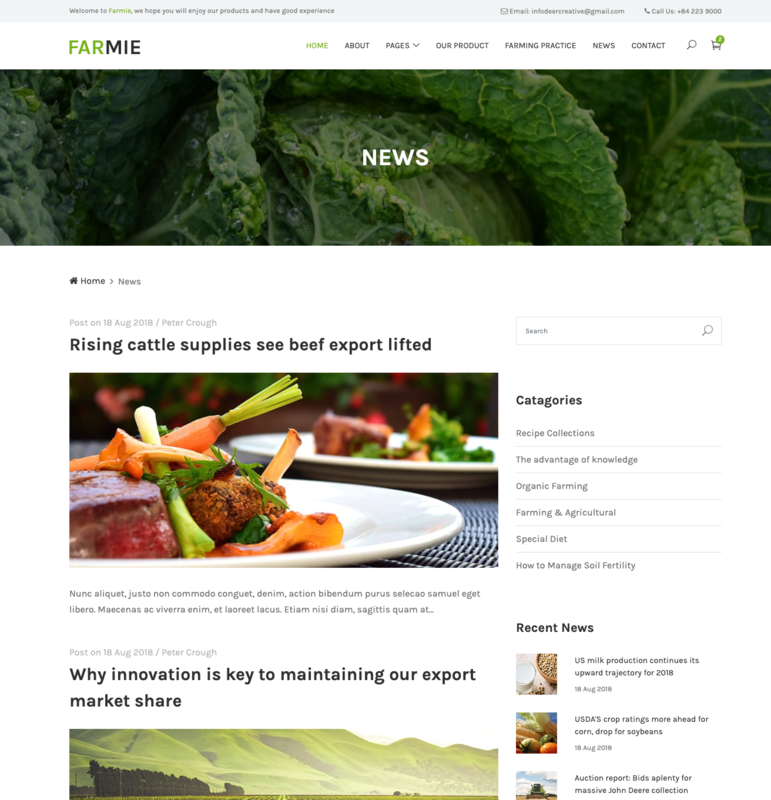 Welcome to Farmie, we hope you will enjoy our products and have good experience
Email: infodeercreative@gmail.com
Call Us: +84 223 9000
FARMIE
HOME
ABOUT
PAGES
OUR PRODUCT
FARMING PRACTICE
NEWS
CONTACT
NEWS
Home > News
Post on 18 Aug 2018 / Peter Crough
Rising cattle supplies see beef export lifted
Nunc aliquet, justo non commodo conguet, denim, action bibendum purus selecao samuel eget
libero. Maecenas ac viverra enim, et laoreet lacus. Etiam nisi diam, sagittis quam at...
Post on 18 Aug 2018 / Peter Crough
Why innovation is key to maintaining our export
market share
Search
Catagories
Recipe Collections
The advantage of knowledge
Organic Farming
Farming & Agricultural
Special Diet
How to Manage Soil Fertility
Recent News
US milk production continues its
upward trajectory for 2018
18 Aug 2018
USDA'S crop ratings more ahead for
corn, drop for soybeans
18 Aug 2018
Auction report: Bids aplenty for
massive John Deere collection